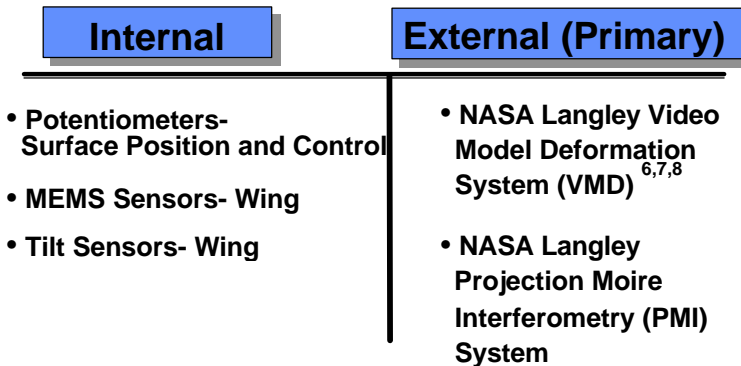 Internal
• Potentiometers-
Surface Position and Control
• MEMS Sensors- Wing
• Tilt Sensors- Wing
External (Primary)
• NASA Langley Video
Model Deformation
System (VMD) 6,7,8
• NASA Langley
Projection Moire
Interferometry (PMI)
System